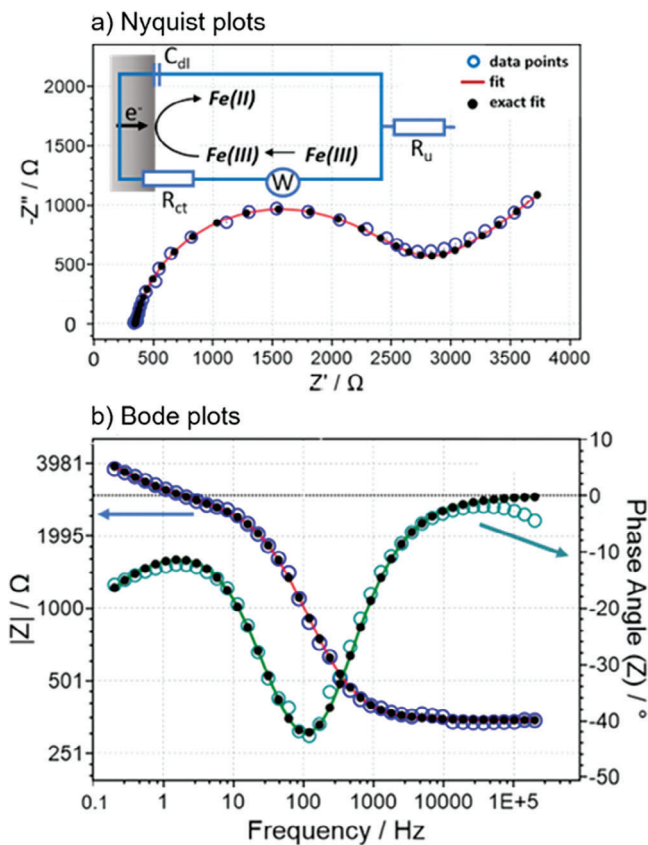 a) Nyquist plots
-Z" / Ω
2000
1500
1000
500
0
C_dl
e-
Fe(II)
Fe(III) Fe(III)
W
R_ct
R_u
data points
fit
exact fit
0 500 1000 1500 2000 2500 3000 3500 4000
Z' / Ω
b) Bode plots
|Z| / Ω
3981
1995
1000
501
251
10
0
-10
-20
-30
-40
-50
Phase Angle (Z) / °
0.1 1 10 100 1000 10000 1E+5
Frequency / Hz